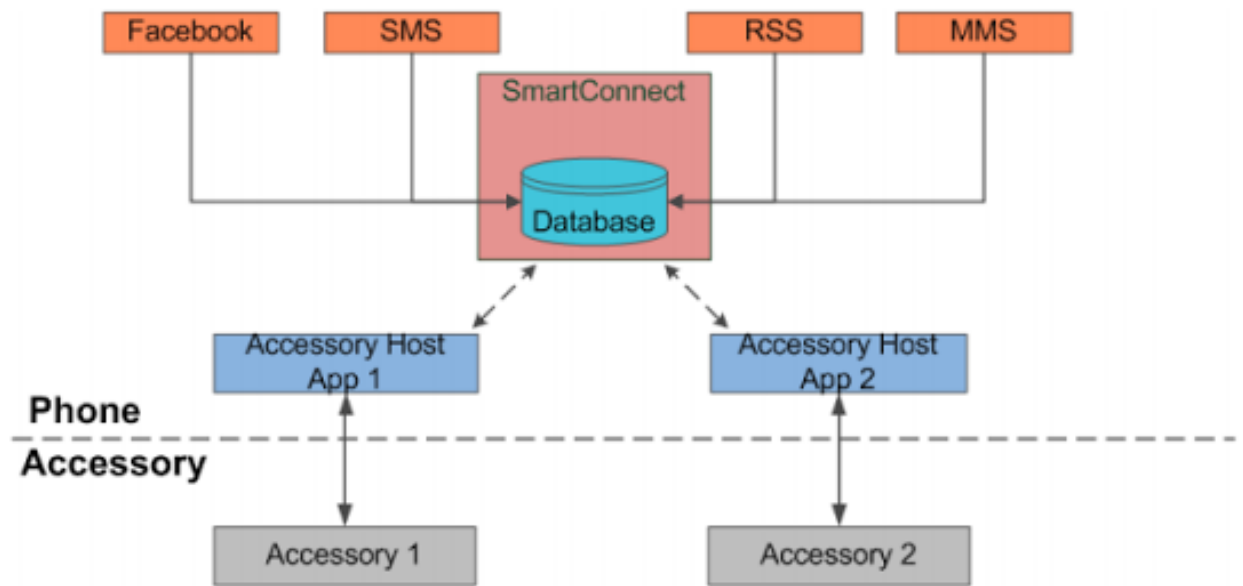 Facebook
SMS
RSS
MMS
SmartConnect
Database
Accessory Host
App 1
Accessory Host
App 2
Phone
Accessory
Accessory 1
Accessory 2